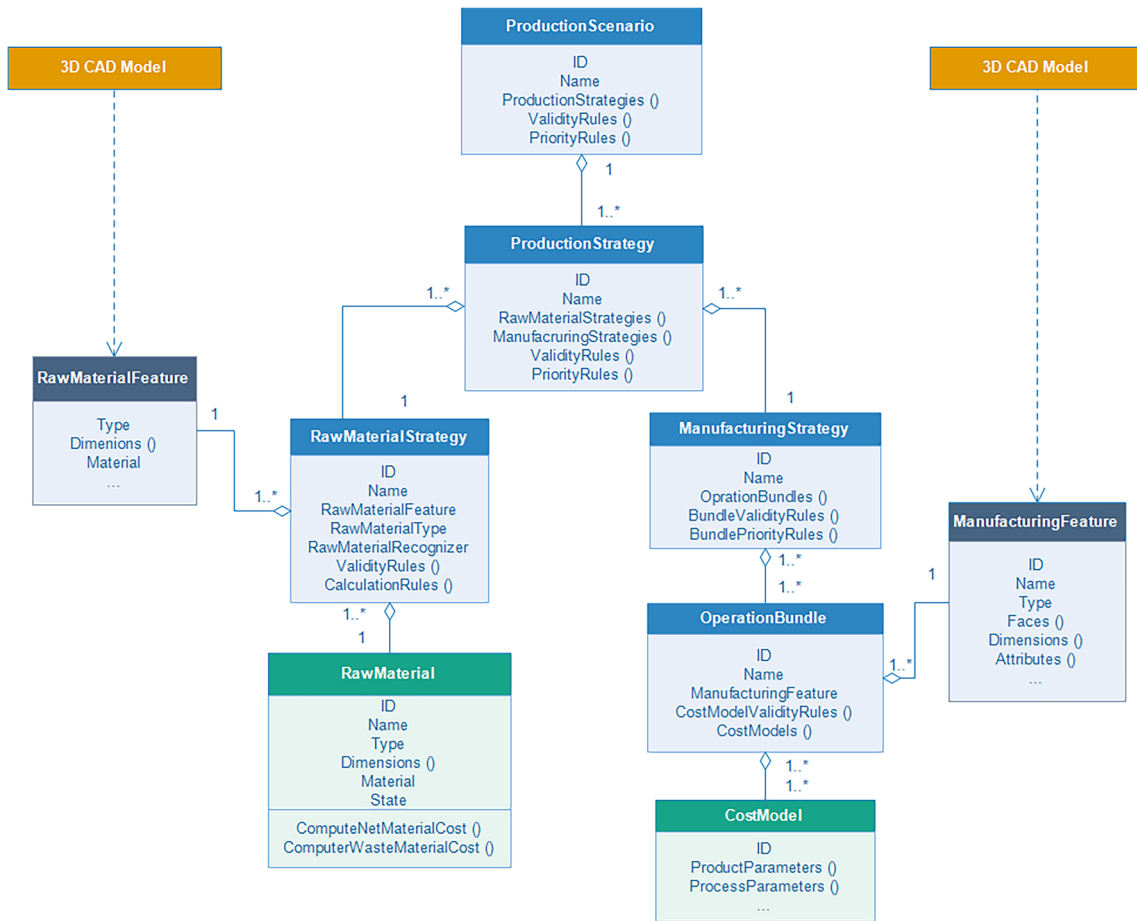 ProductionScenario
ID
Name
ProductionStrategies ()
ValidityRules ()
PriorityRules ()
3D CAD Model
3D CAD Model
1
1..*
ProductionStrategy
ID
Name
RawMaterialStrategies ()
ManufacruringStrategies ()
ValidityRules ()
PriorityRules ()
1..*
1..*
RawMaterialFeature
Type
Dimenions ()
Material
...
1
1..*
1
1
RawMaterialStrategy
ID
Name
RawMaterialFeature
RawMaterialType
RawMaterialRecognizer
ValidityRules ()
CalculationRules ()
ManufacturingStrategy
ID
Name
OprationBundles ()
BundleValidityRules ()
BundlePriorityRules ()
ManufacturingFeature
ID
Name
Type
Faces ()
Dimensions ()
Attributes ()
...
1..*
1..*
1
1..*
1..*
1
RawMaterial
ID
Name
Type
Dimensions ()
Material
State
ComputeNetMaterialCost ()
ComputerWasteMaterialCost ()
OperationBundle
ID
Name
ManufacturingFeature
CostModelValidityRules ()
CostModels ()
1..*
1..*
CostModel
ID
ProductParameters ()
ProcessParameters ()
...